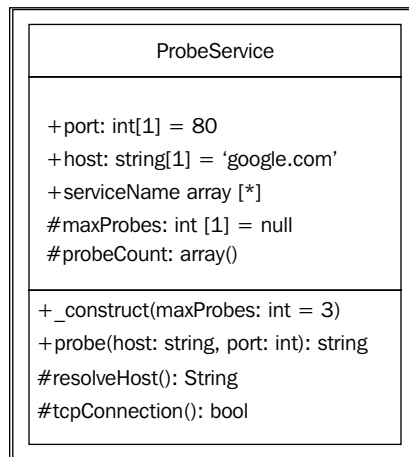 ProbeService
+port: int[1] = 80
+host: string[1] = ‘google.com’
+serviceName array [*]
#maxProbes: int [1] = null
#probeCount: array()
+_construct(maxProbes: int = 3)
+probe(host: string, port: int): string
#resolveHost(): String
#tcpConnection(): bool